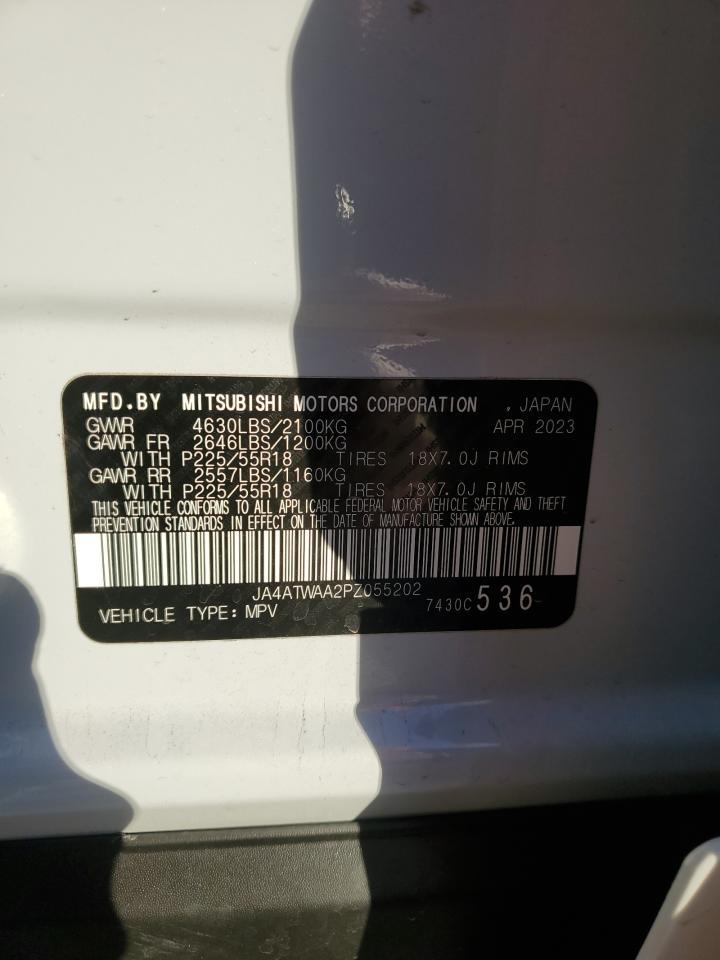 MFD.BY MITSUBISHI MOTORS CORPORATION , JAPAN
GVWR 4630LBS/2100KG APR 2023
GAWR FR 2646LBS/1200KG
WITH P225/55R18 TIRES 18X7.0J RIMS
GAWR RR 2557LBS/1160KG
WITH P225/55R18 TIRES 18X7.0J RIMS
THIS VEHICLE CONFORMS TO ALL APPLICABLE FEDERAL MOTOR VEHICLE SAFETY AND THEFT
PREVENTION STANDARDS IN EFFECT ON THE DATE OF MANUFACTURE SHOWN ABOVE.
JA4ATWAA2PZ055202
VEHICLE TYPE: MPV 7430C 536